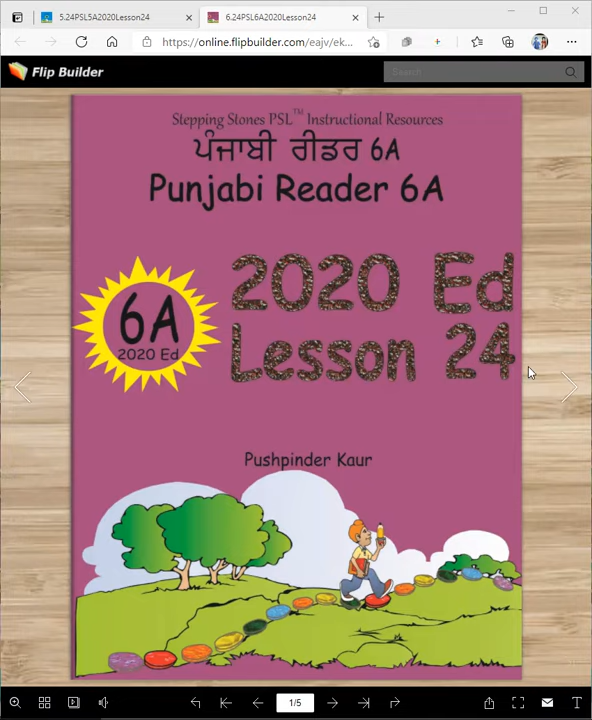 5.24PSL5A2020Lesson24
6.24PSL6A2020Lesson24
https://online.flipbuilder.com/eajv/ek...
Flip Builder
Search
Stepping Stones PSL™ Instructional Resources
ਪੰਜਾਬੀ ਰੀਡਰ 6A
Punjabi Reader 6A
2020 Ed
Lesson 24
6A
2020 Ed
Pushpinder Kaur
1/5